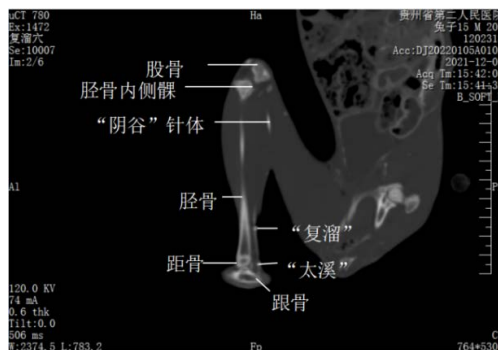 uCT 780
Ex:1472
复溜穴
Se:10007
Im:2/6
Ha
贵州省第二人民医院
兔子15 M 20
120231
Acc:DJ20220105A010
2021-12-0
Acq Tm:15:42:0
Se Tm:15:41:3
B_SOFT
股骨
胫骨内侧髁
“阴谷”针体
Al
P
胫骨
“复溜”
距骨
“太溪”
跟骨
120.0 KV
74 mA
0.6 thk
Tilt:0.0
506 ms
W:2374.5 L:783.2
Fp
C
764*530